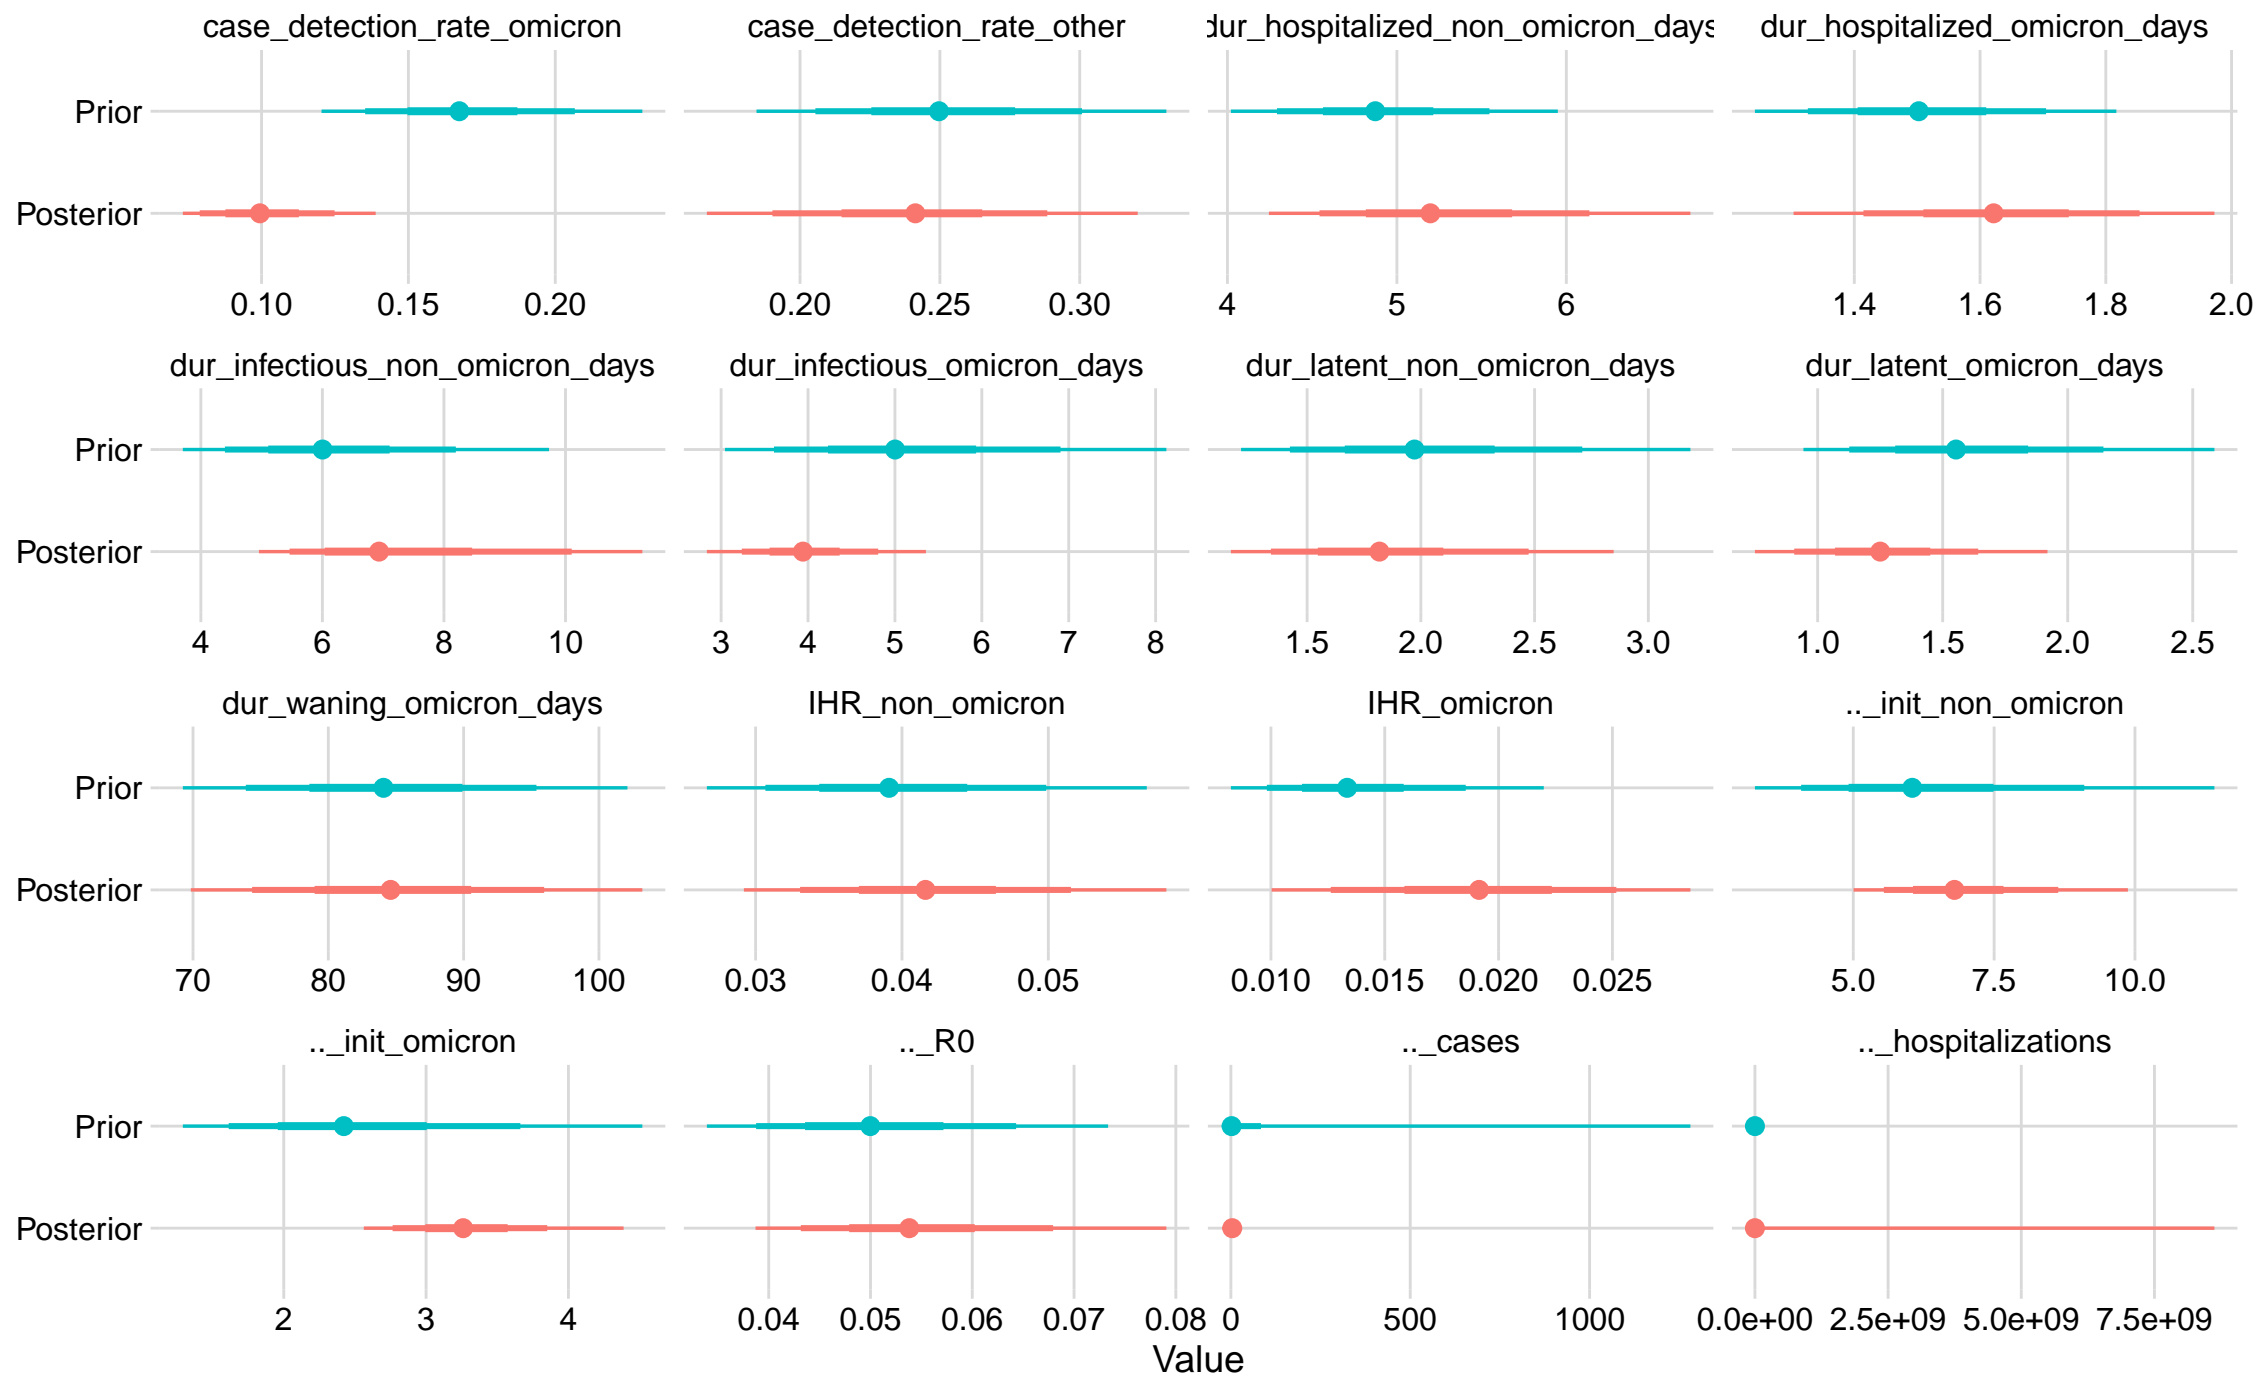 case_detection_rate_omicron case_detection_rate_other dur_hospitalized_non_omicron_days dur_hospitalized_omicron_days
Prior
Posterior
0.10 0.15 0.20 0.20 0.25 0.30 4 5 6 1.4 1.6 1.8 2.0
dur_infectious_non_omicron_days dur_infectious_omicron_days dur_latent_non_omicron_days dur_latent_omicron_days
Prior
Posterior
4 6 8 10 3 4 5 6 7 8 1.5 2.0 2.5 3.0 1.0 1.5 2.0 2.5
dur_waning_omicron_days IHR_non_omicron IHR_omicron .._init_non_omicron
Prior
Posterior
70 80 90 100 0.03 0.04 0.05 0.010 0.015 0.020 0.025 5.0 7.5 10.0
.._init_omicron .._R0 .._cases .._hospitalizations
Prior
Posterior
2 3 4 0.04 0.05 0.06 0.07 0.08 0 500 1000 0.0e+00 2.5e+09 5.0e+09 7.5e+09
Value